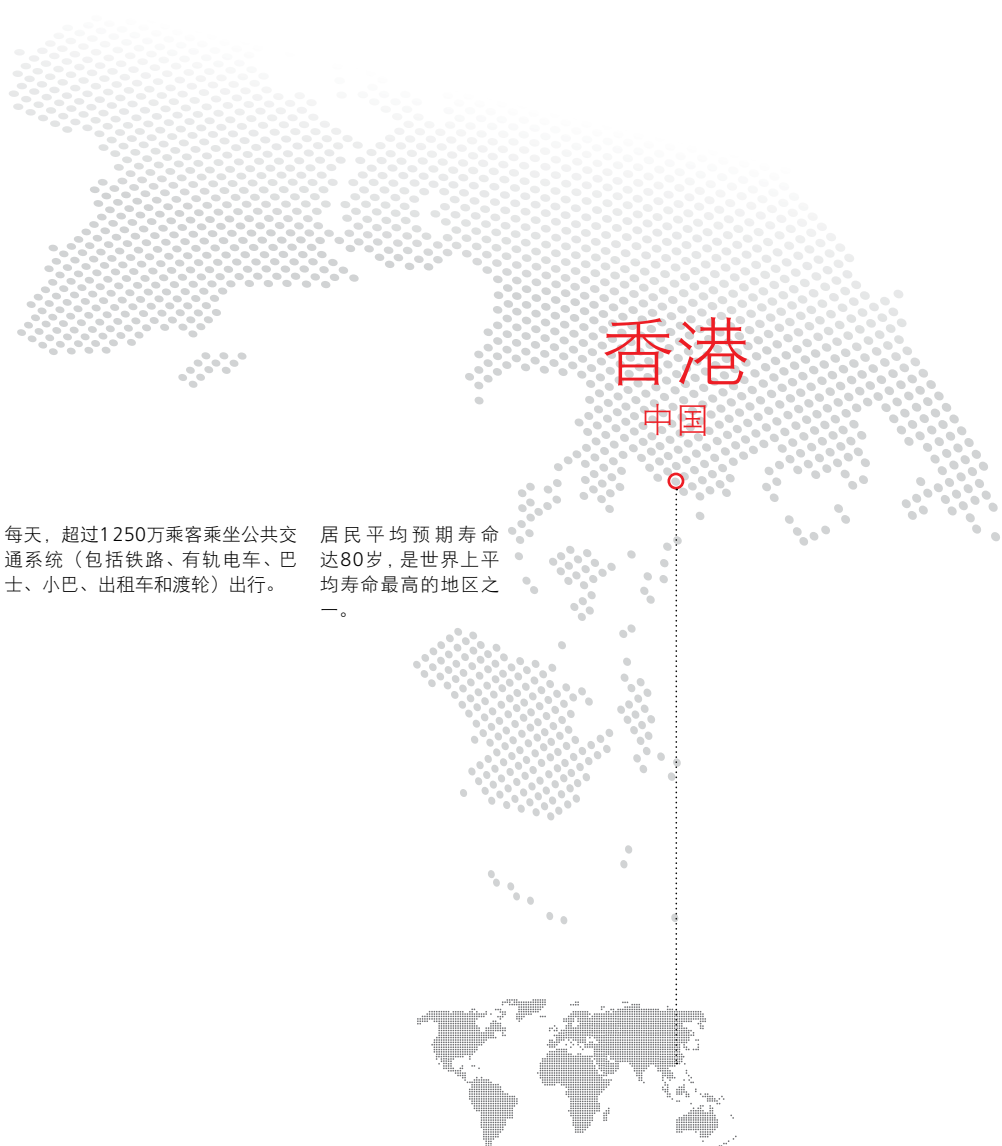 香港
中国
每天，超过1250万乘客乘坐公共交
通系统（包括铁路、有轨电车、巴
士、小巴、出租车和渡轮）出行。
居民平均预期寿命
达80岁，是世界上平
均寿命最高的地区之
一。